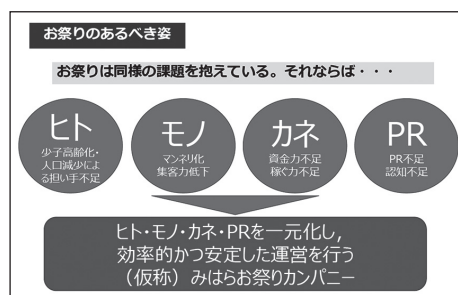 お祭りのあるべき姿
お祭りは同様の課題を抱えている。それならば・・・
ヒト
少子高齢化・
人口減少によ
る担い手不足
モノ
マンネリ化
集客力低下
カネ
資金力不足
稼ぐ力不足
PR
PR不足
認知不足
ヒト・モノ・カネ・PRを一元化し，
効率的かつ安定した運営を行う
（仮称）みはらお祭りカンパニー